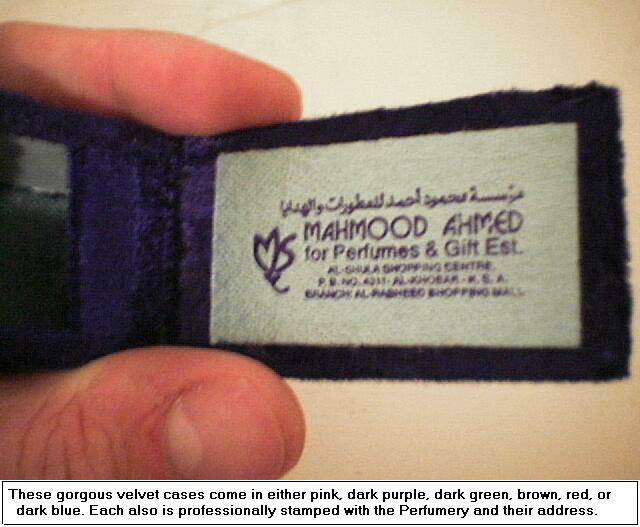 مؤسسة محمود أحمد للعطورات والهدايا
MAHMOOD AHMED
for Perfumes & Gift Est.
AL-SHULA SHOPPING CENTRE
P.B. NO. 4311- AL-KHOBAR - K. S. A.
BRANCH: AL-RASHEED SHOPPING MALL
These gorgous velvet cases come in either pink, dark purple, dark green, brown, red, or
dark blue. Each also is professionally stamped with the Perfumery and their address.